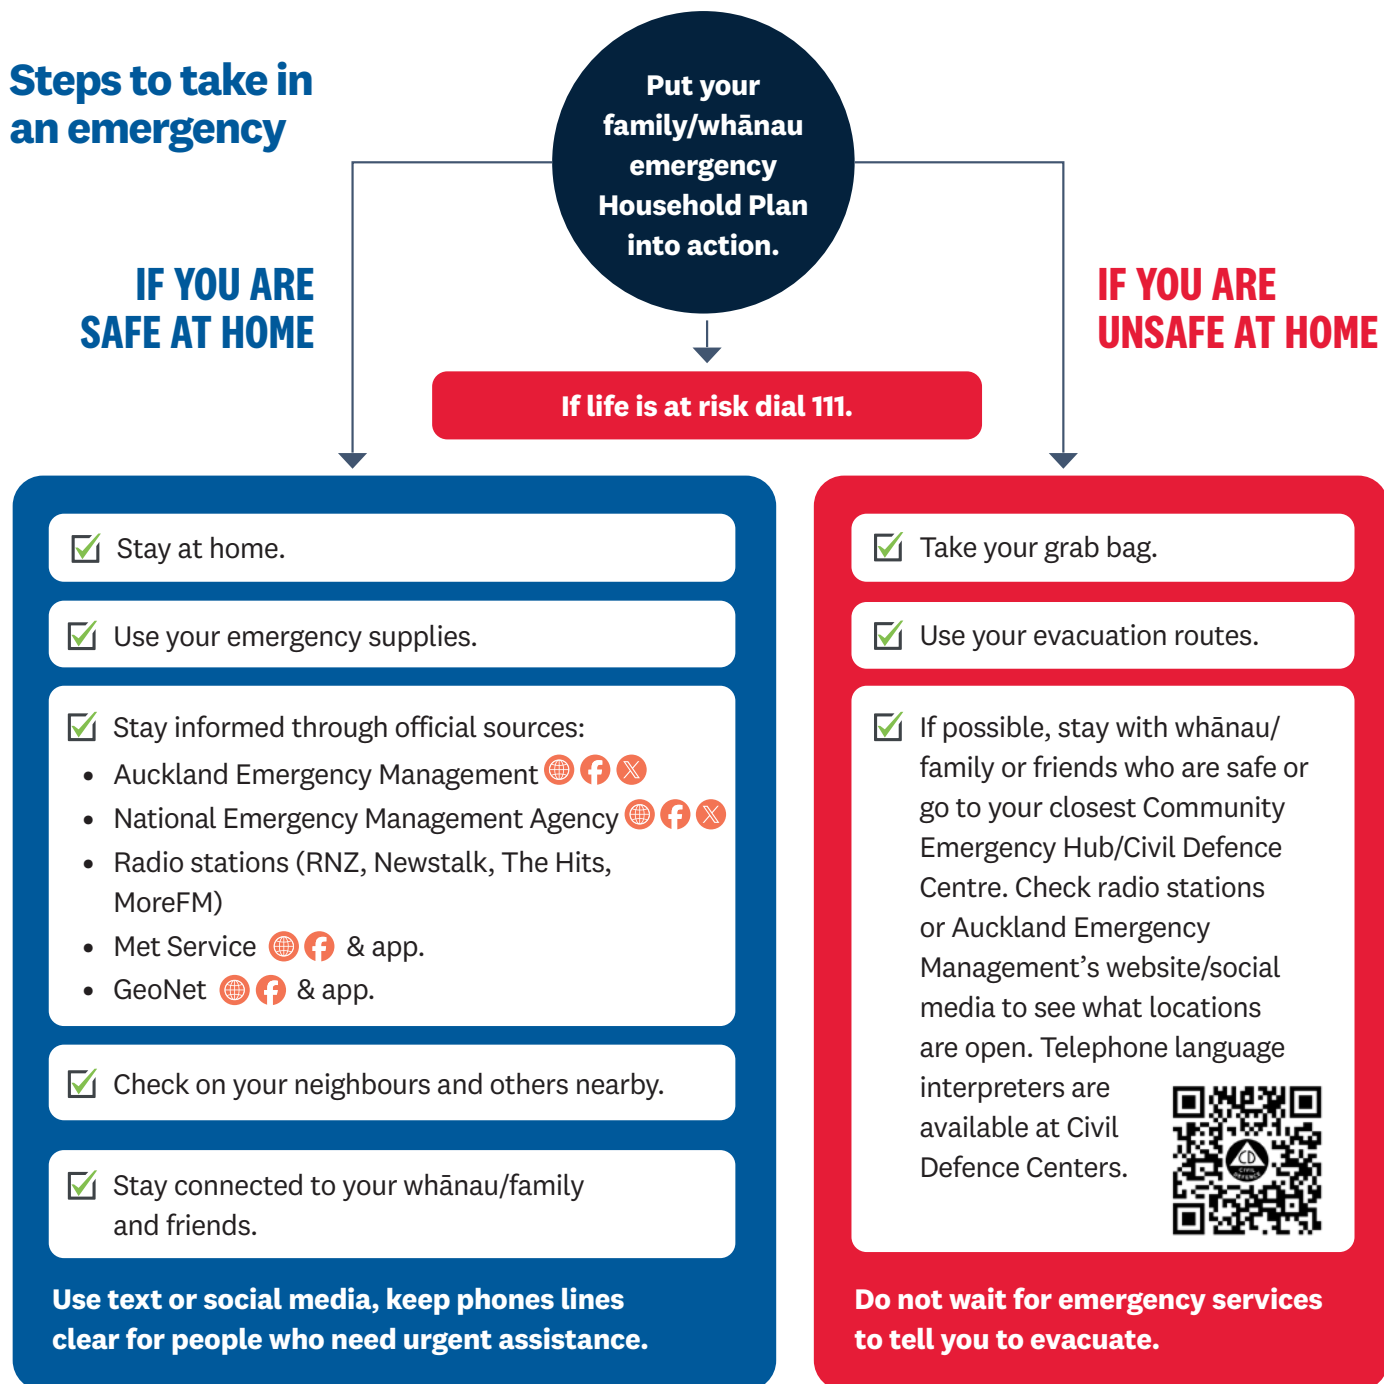 Steps to take in
an emergency
Put your
family/whānau
emergency
Household Plan
into action.
IF YOU ARE
SAFE AT HOME
IF YOU ARE
UNSAFE AT HOME
If life is at risk dial 111.
Stay at home.
Use your emergency supplies.
Stay informed through official sources:
• Auckland Emergency Management
• National Emergency Management Agency
• Radio stations (RNZ, Newstalk, The Hits,
MoreFM)
• Met Service & app.
• GeoNet & app.
Check on your neighbours and others nearby.
Stay connected to your whānau/family
and friends.
Use text or social media, keep phones lines
clear for people who need urgent assistance.
Take your grab bag.
Use your evacuation routes.
If possible, stay with whānau/
family or friends who are safe or
go to your closest Community
Emergency Hub/Civil Defence
Centre. Check radio stations
or Auckland Emergency
Management’s website/social
media to see what locations
are open. Telephone language
interpreters are
available at Civil
Defence Centers.
CD
CIVIL
DEFENCE
Do not wait for emergency services
to tell you to evacuate.